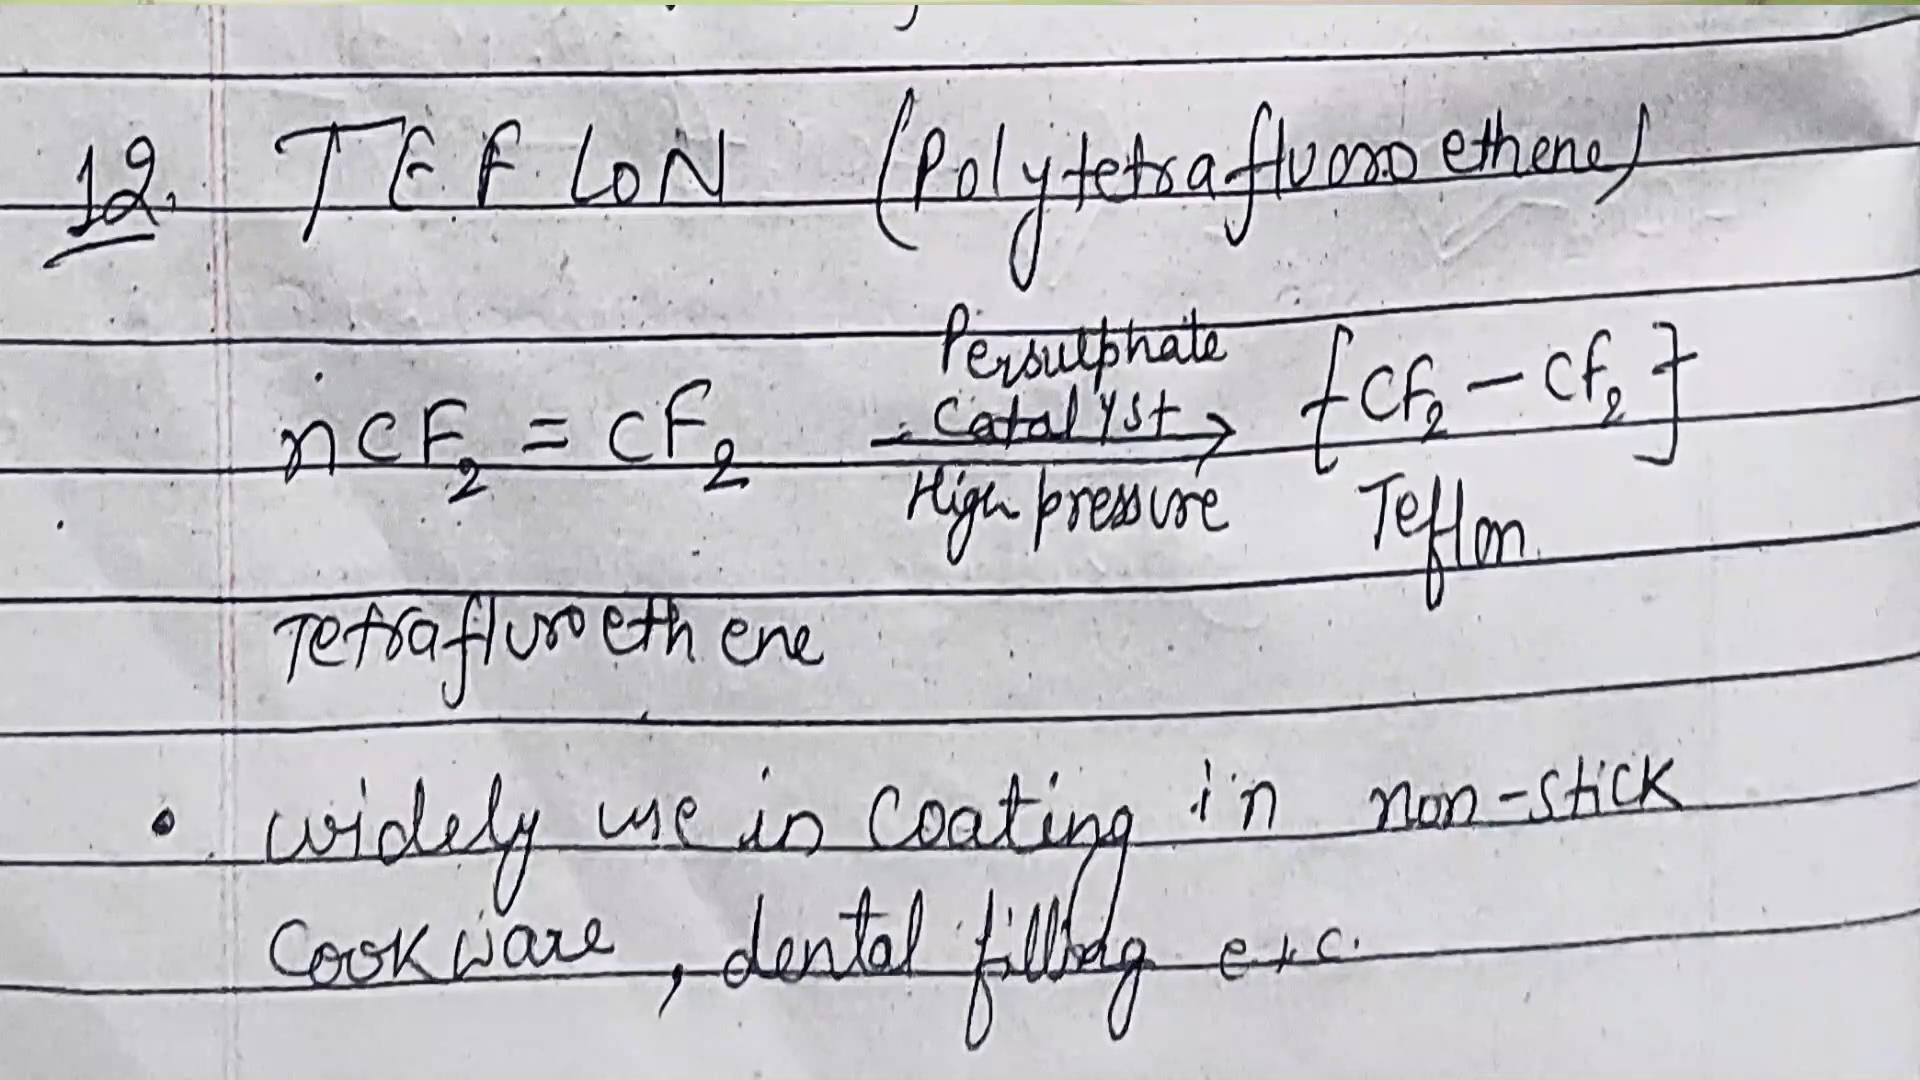 12. TEFLON (Polytetrafluoro ethene)
nCF2 = CF2 Persulphate Catalyst High pressure → [CF2 - CF2]
Teflon
Tetrafluroethene
• widely use in coating in non-stick
Cookware, dental filling etc.